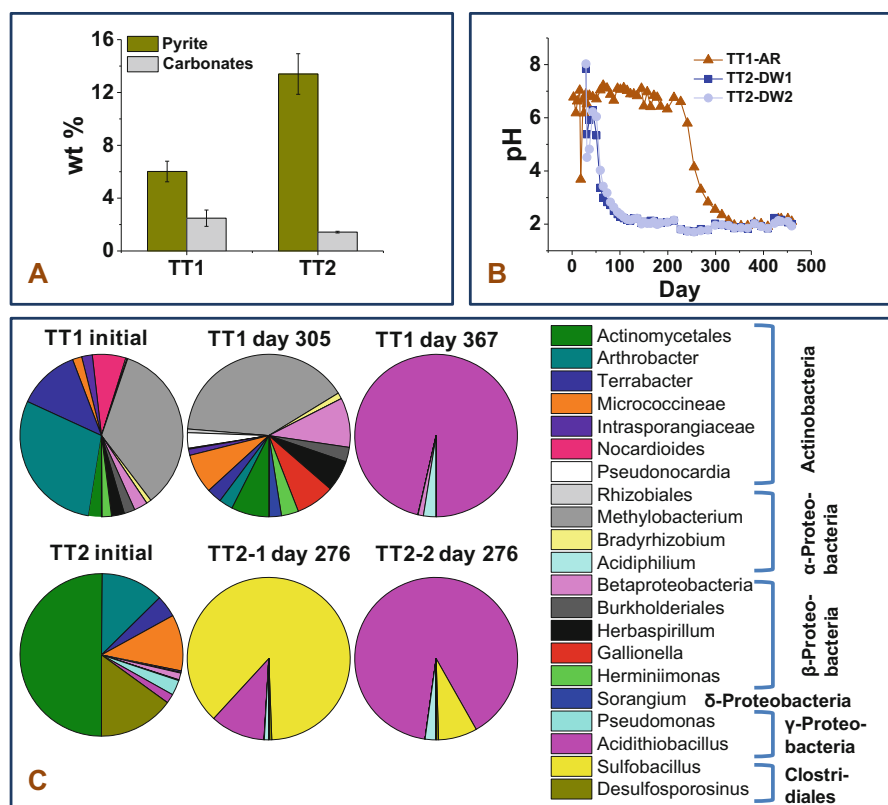 16
12
8
4
0
wt %
Pyrite
Carbonates
TT1
TT2
A
8
6
4
2
pH
TT1-AR
TT2-DW1
TT2-DW2
0
100
200
300
400
500
Day
B
TT1 initial
TT1 day 305
TT1 day 367
TT2 initial
TT2-1 day 276
TT2-2 day 276
C
Actinomycetales
Arthrobacter
Terrabacter
Micrococcineae
Intrasporangiaceae
Nocardioides
Pseudonocardia
Rhizobiales
Methylobacterium
Bradyrhizobium
Acidiphilium
Betaproteobacteria
Burkholderiales
Herbaspirillum
Gallionella
Herminiimonas
Sorangium
Pseudomonas
Acidithiobacillus
Sulfobacillus
Desulfosporosinus
Actinobacteria
α-Proteo-
bacteria
β-Proteo-
bacteria
δ-Proteobacteria
γ-Proteo-
bacteria
Clostri-
diales